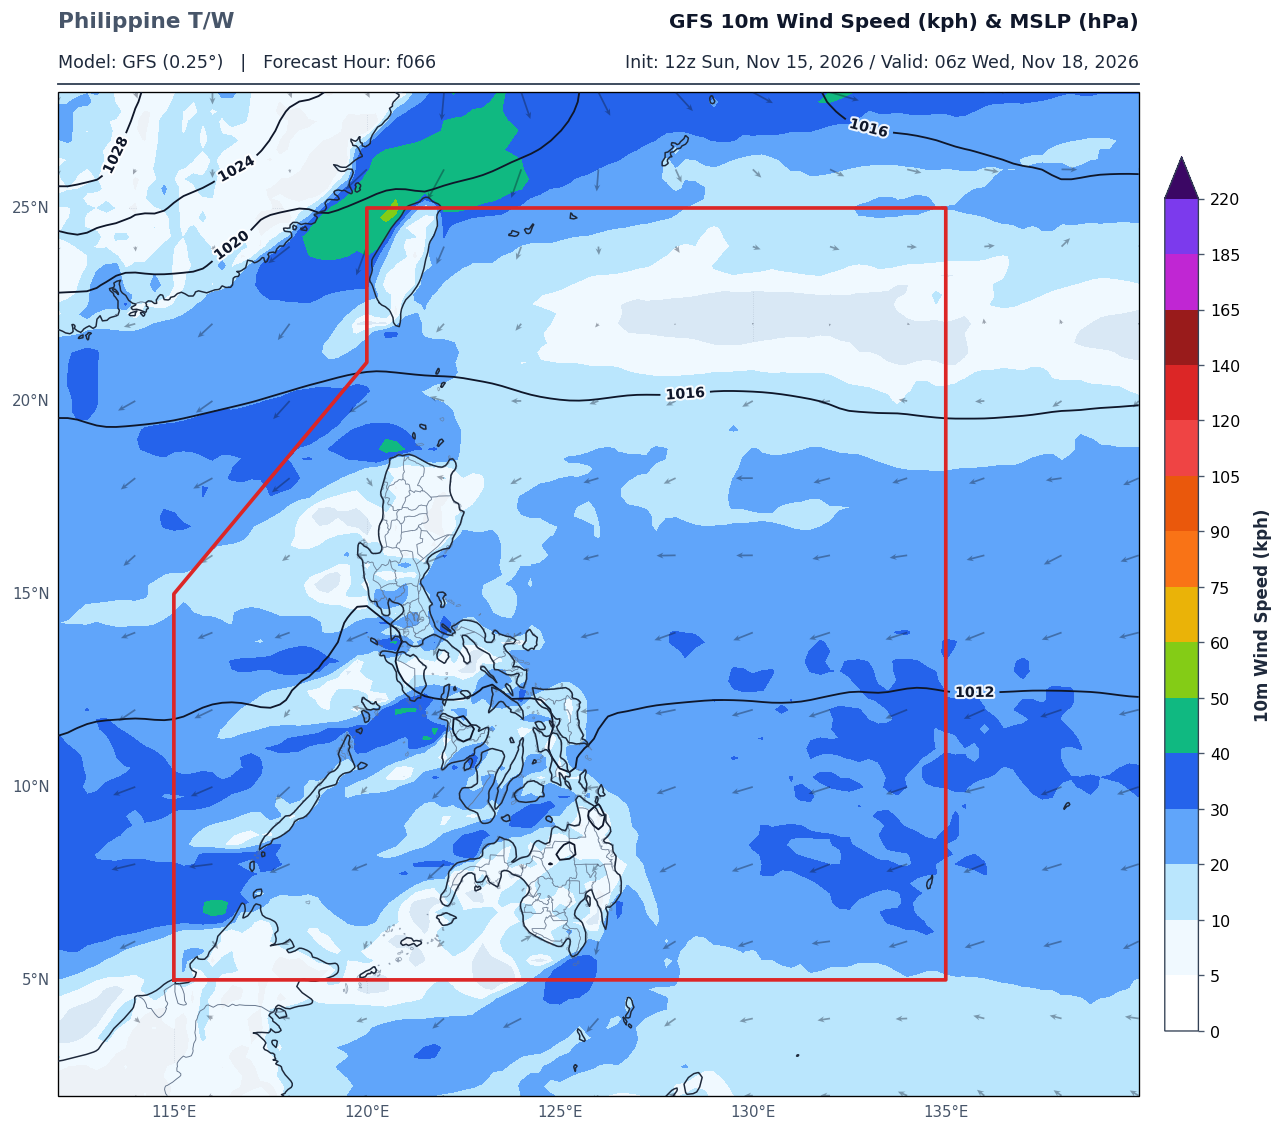 Philippine T/W
GFS 10m Wind Speed (kph) & MSLP (hPa)
Model: GFS (0.25°)   |   Forecast Hour: f066
Init: 12z Sun, Nov 15, 2026 / Valid: 06z Wed, Nov 18, 2026
1028
1024
1020
1016
1016
1012
25°N
20°N
15°N
10°N
5°N
115°E
120°E
125°E
130°E
135°E
220
185
165
140
120
105
90
75
60
50
40
30
20
10
5
0
10m Wind Speed (kph)